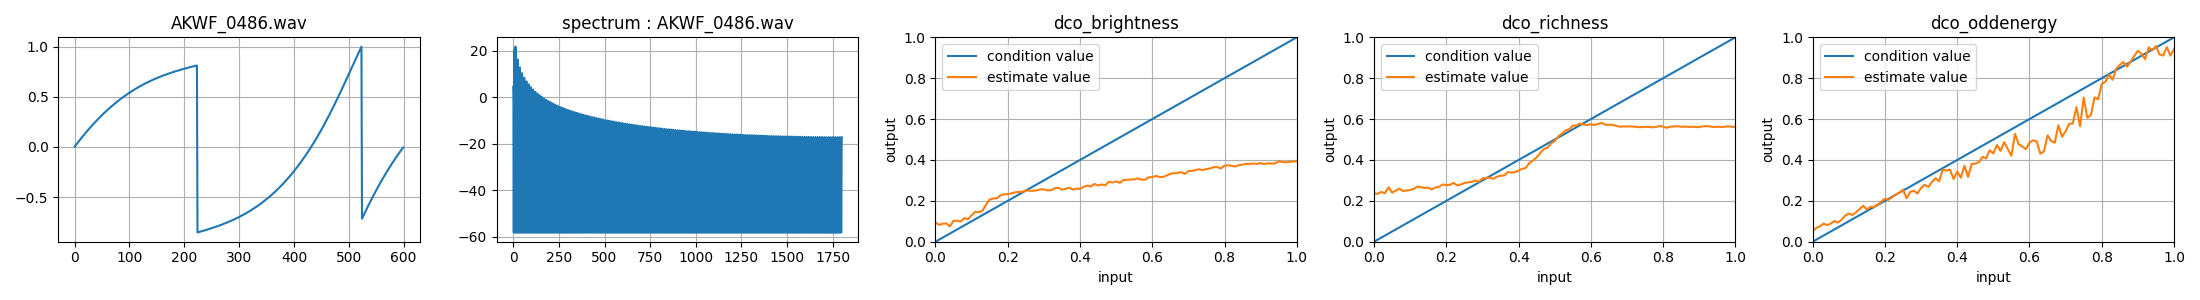 AKWF_0486.wav
1.0
0.5
0.0
−0.5
0 100 200 300 400 500 600
spectrum : AKWF_0486.wav
20
0
−20
−40
−60
0 250 500 750 1000 1250 1500 1750
dco_brightness
condition value
estimate value
output
1.0
0.8
0.6
0.4
0.2
0.0
0.0 0.2 0.4 0.6 0.8 1.0
input
dco_richness
condition value
estimate value
output
1.0
0.8
0.6
0.4
0.2
0.0
0.0 0.2 0.4 0.6 0.8 1.0
input
dco_oddenergy
condition value
estimate value
output
1.0
0.8
0.6
0.4
0.2
0.0
0.0 0.2 0.4 0.6 0.8 1.0
input